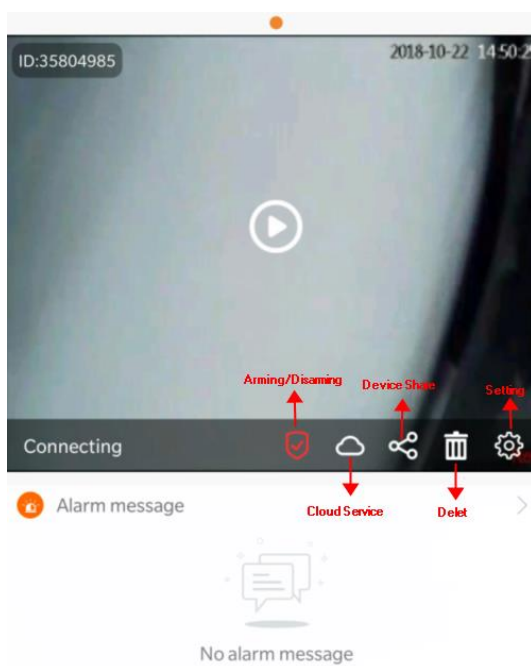 ID:35804985
2018-10-22 14:50:2
Arming/Disarming
Device Share
Setting
Connecting
Cloud Service
Delet
Alarm message
No alarm message